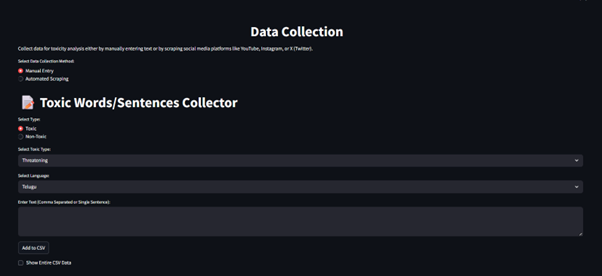 Data Collection
Collect data for toxicity analysis either by manually entering text or by scraping social media platforms like YouTube, Instagram, or X (Twitter).
Select Data Collection Method:
Manual Entry
Automated Scraping
Toxic Words/Sentences Collector
Select Type:
Toxic
Non-Toxic
Select Toxic Type:
Threatening
Select Language:
Telugu
Enter Text (Comma Separated or Single Sentence):
Add to CSV
Show Entire CSV Data